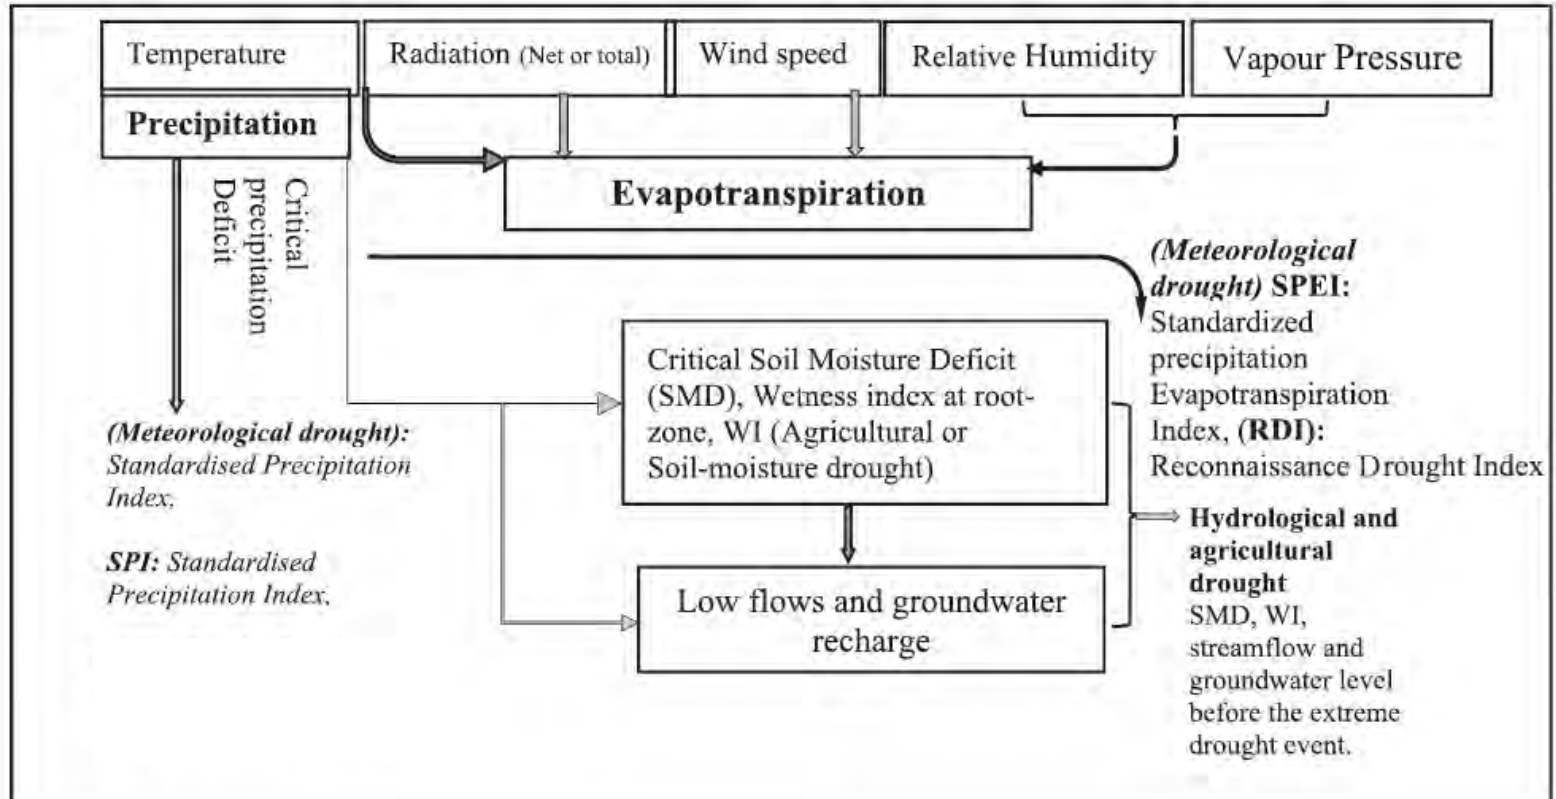 Temperature
Radiation (Net or total)
Wind speed
Relative Humidity
Vapour Pressure
Precipitation
Evapotranspiration
Critical
precipitation
Deficit
(Meteorological
drought) SPEI:
Standardized
precipitation
Evapotranspiration
Index, (RDI):
Reconnaissance Drought Index
Critical Soil Moisture Deficit
(SMD), Wetness index at root-
zone, WI (Agricultural or
Soil-moisture drought)
(Meteorological drought):
Standardised Precipitation
Index,
SPI: Standardised
Precipitation Index,
Low flows and groundwater
recharge
Hydrological and
agricultural
drought
SMD, WI,
streamflow and
groundwater level
before the extreme
drought event.